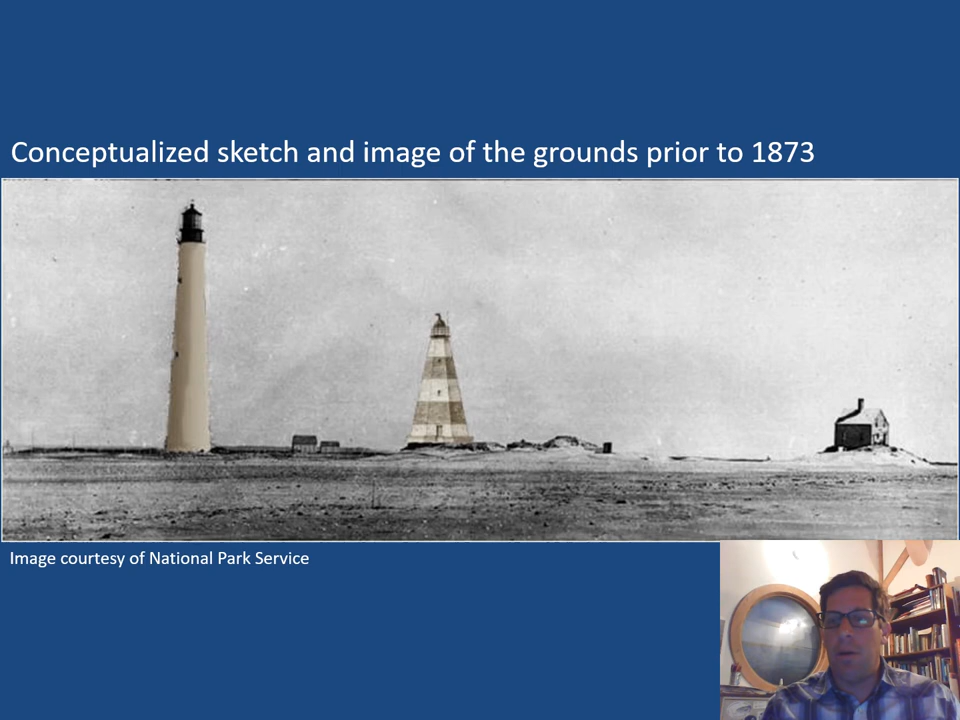 Conceptualized sketch and image of the grounds prior to 1873
Image courtesy of National Park Service